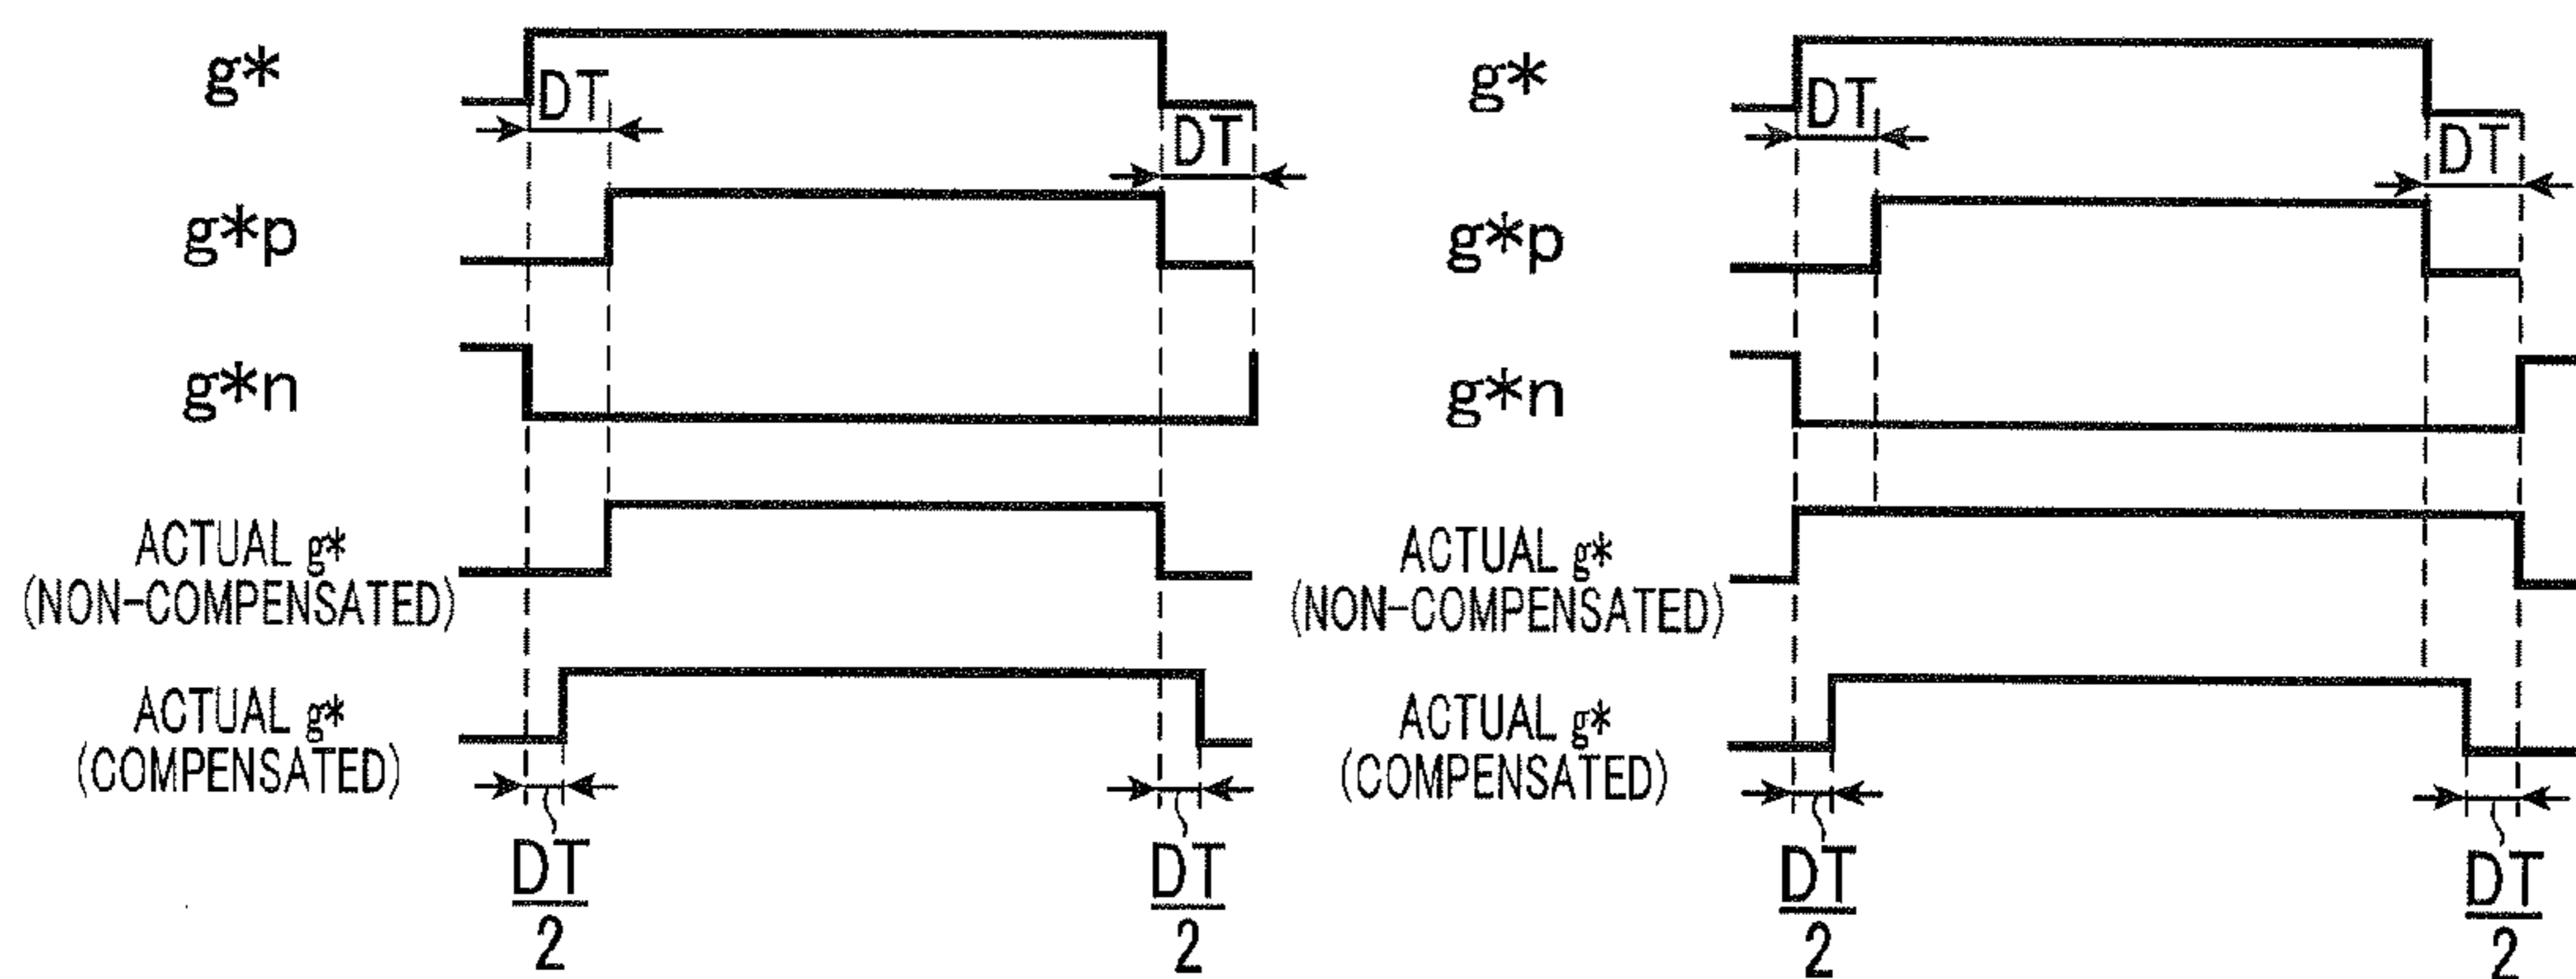 g*
DT
DT
g*p
g*n
ACTUAL g*
(NON-COMPENSATED)
ACTUAL g*
(COMPENSATED)
DT
2
DT
2
g*
DT
DT
g*p
g*n
ACTUAL g*
(NON-COMPENSATED)
ACTUAL g*
(COMPENSATED)
DT
2
DT
2